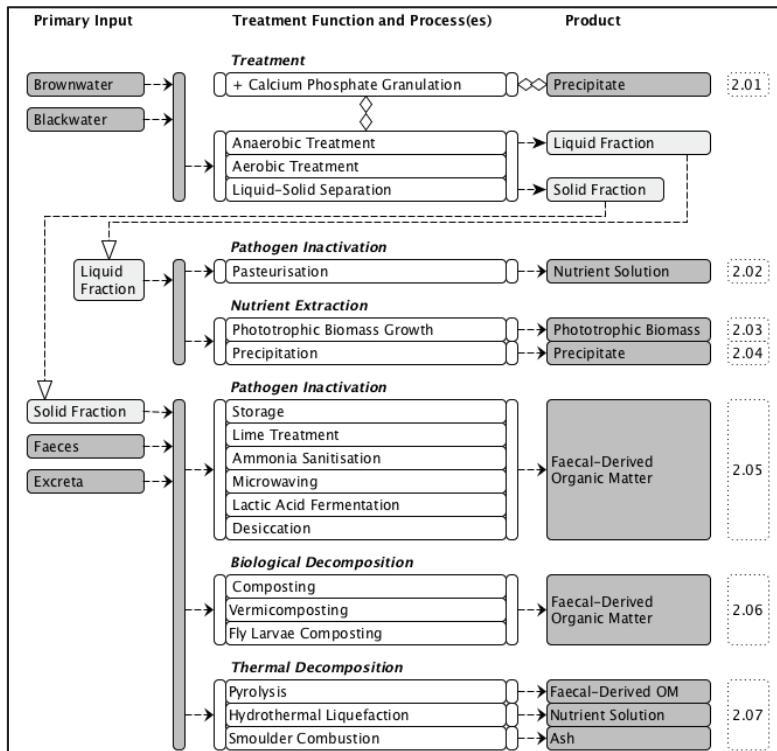 Primary Input
Treatment Function and Process(es)
Product
Treatment
Brownwater
+ Calcium Phosphate Granulation
Precipitate
2.01
Blackwater
Anaerobic Treatment
Liquid Fraction
Aerobic Treatment
Liquid-Solid Separation
Solid Fraction
Pathogen Inactivation
Liquid
Fraction
Pasteurisation
Nutrient Solution
2.02
Nutrient Extraction
Phototrophic Biomass Growth
Phototrophic Biomass
2.03
Precipitation
Precipitate
2.04
Pathogen Inactivation
Solid Fraction
Faeces
Excreta
Storage
Lime Treatment
Ammonia Sanitisation
Microwaving
Lactic Acid Fermentation
Desiccation
Faecal-Derived
Organic Matter
2.05
Biological Decomposition
Composting
Vermicomposting
Fly Larvae Composting
Faecal-Derived
Organic Matter
2.06
Thermal Decomposition
Pyrolysis
Faecal-Derived OM
Hydrothermal Liquefaction
Nutrient Solution
2.07
Smoulder Combustion
Ash